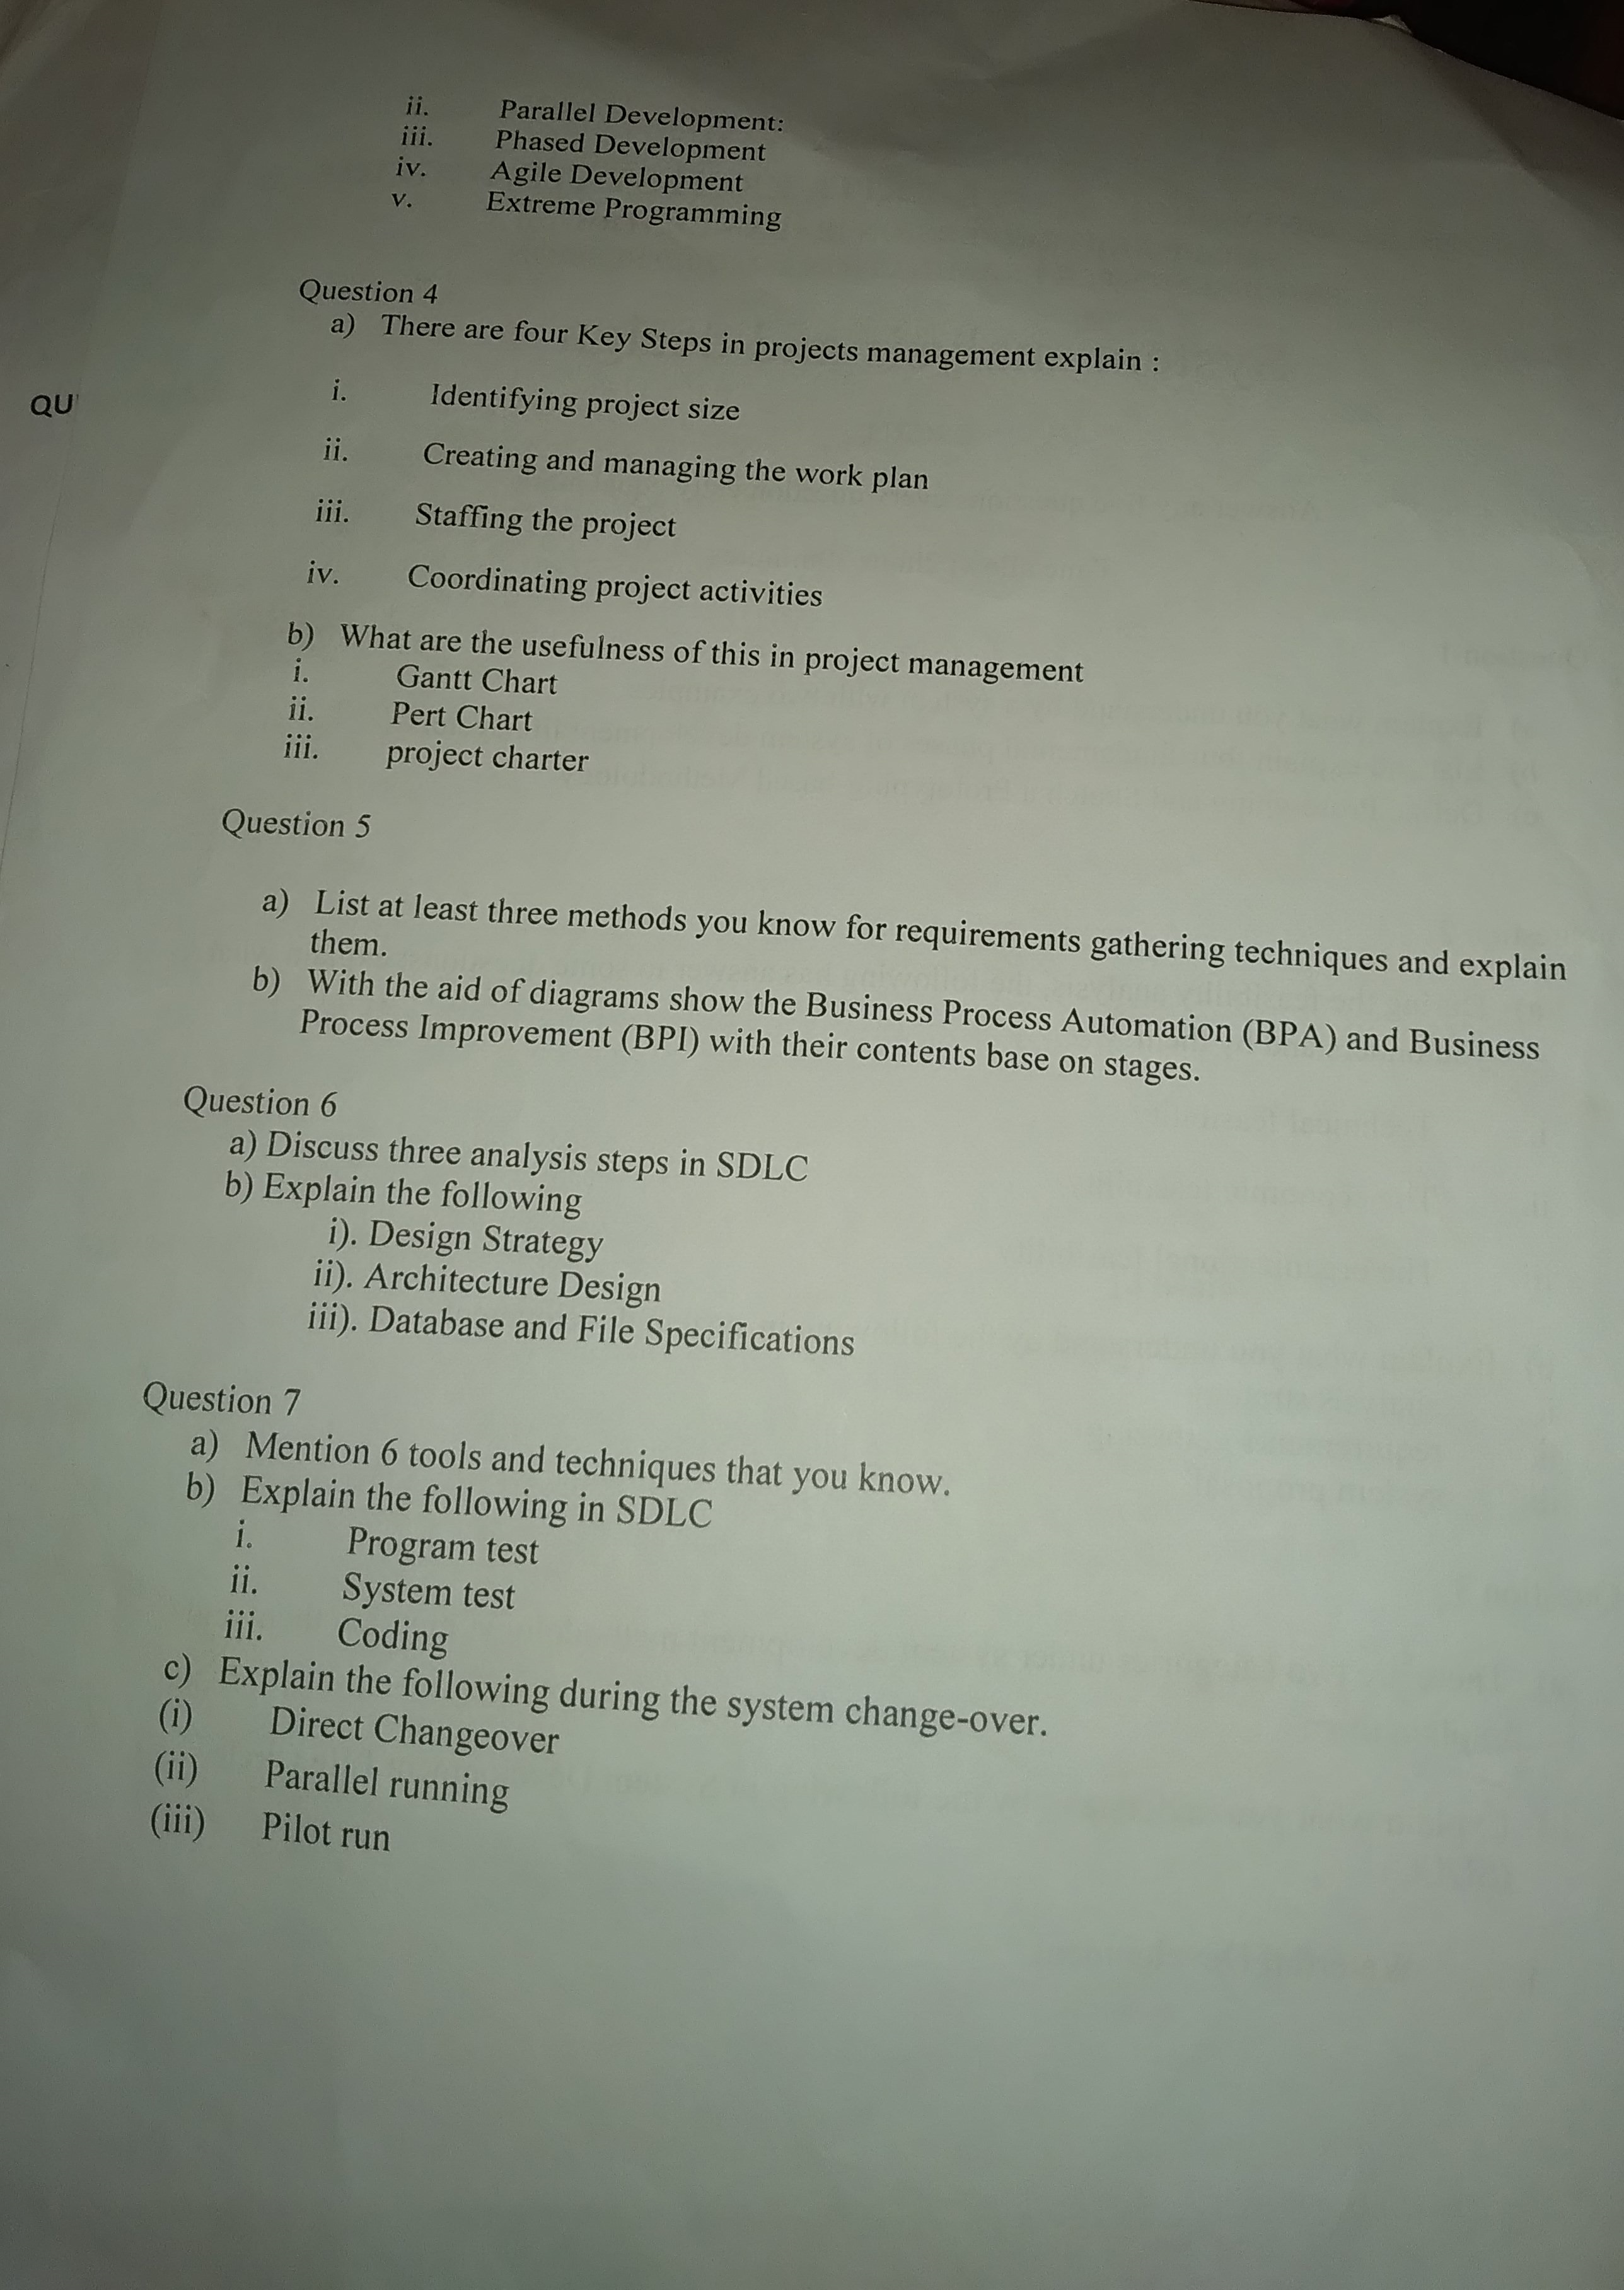 ii. Parallel Development:
iii. Phased Development
iv. Agile Development
v. Extreme Programming
Question 4
a) There are four Key Steps in projects management explain :
i. Identifying project size
QU
ii. Creating and managing the work plan
iii. Staffing the project
iv. Coordinating project activities
b) What are the usefulness of this in project management
i. Gantt Chart
ii. Pert Chart
iii. project charter
Question 5
a) List at least three methods you know for requirements gathering techniques and explain
them.
b) With the aid of diagrams show the Business Process Automation (BPA) and Business
Process Improvement (BPI) with their contents base on stages.
Question 6
a) Discuss three analysis steps in SDLC
b) Explain the following
i). Design Strategy
ii). Architecture Design
iii). Database and File Specifications
Question 7
a) Mention 6 tools and techniques that you know.
b) Explain the following in SDLC
i. Program test
ii. System test
iii. Coding
c) Explain the following during the system change-over.
(i) Direct Changeover
(ii) Parallel running
(iii) Pilot run